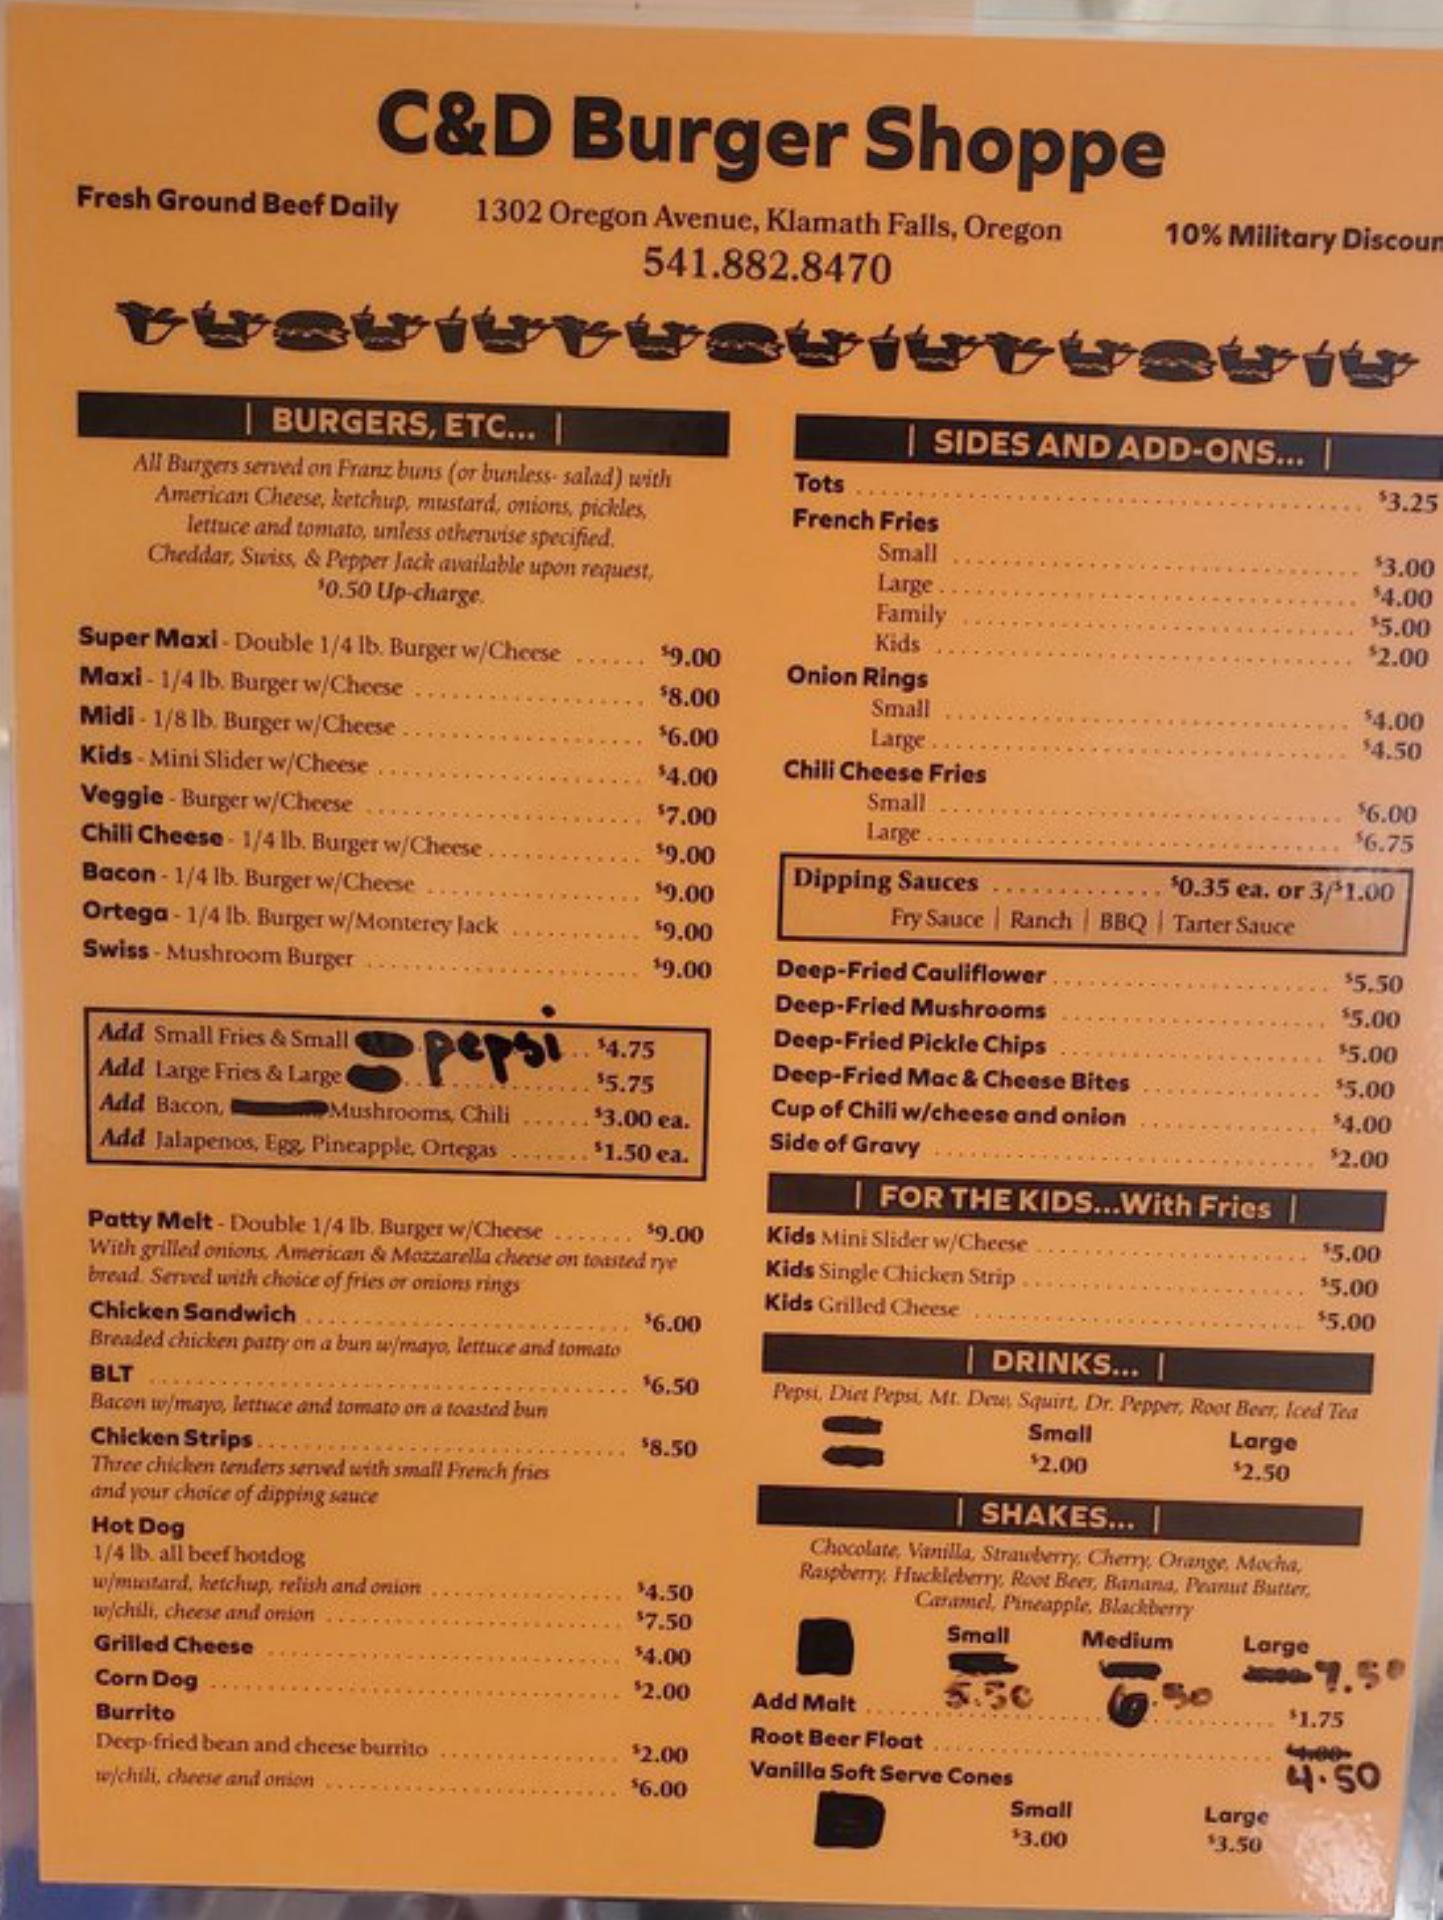 C&D Burger Shoppe
Fresh Ground Beef Daily
1302 Oregon Avenue, Klamath Falls, Oregon
10% Military Discoun
541.882.8470
| BURGERS, ETC... |
All Burgers served on Franz buns (or bunless- salad) with
American Cheese, ketchup, mustard, onions, pickles,
lettuce and tomato, unless otherwise specified.
Cheddar, Swiss, & Pepper Jack available upon request,
$0.50 Up-charge.
Super Maxi - Double 1/4 lb. Burger w/Cheese ...... $9.00
Maxi - 1/4 lb. Burger w/Cheese ...... $8.00
Midi - 1/8 lb. Burger w/Cheese ...... $6.00
Kids - Mini Slider w/Cheese ...... $4.00
Veggie - Burger w/Cheese ...... $7.00
Chili Cheese - 1/4 lb. Burger w/Cheese ...... $9.00
Bacon - 1/4 lb. Burger w/Cheese ...... $9.00
Ortega - 1/4 lb. Burger w/Monterey Jack ...... $9.00
Swiss - Mushroom Burger ...... $9.00
Add Small Fries & Small pepsi .. $4.75
Add Large Fries & Large ...... $5.75
Add Bacon, Mushrooms, Chili ...... $3.00 ea.
Add Jalapenos, Egg, Pineapple, Ortegas ...... $1.50 ea.
Patty Melt - Double 1/4 lb. Burger w/Cheese ...... $9.00
With grilled onions, American & Mozzarella cheese on toasted rye
bread. Served with choice of fries or onions rings
Chicken Sandwich ...... $6.00
Breaded chicken patty on a bun w/mayo, lettuce and tomato
BLT ...... $6.50
Bacon w/mayo, lettuce and tomato on a toasted bun
Chicken Strips ...... $8.50
Three chicken tenders served with small French fries
and your choice of dipping sauce
Hot Dog
1/4 lb. all beef hotdog
w/mustard, ketchup, relish and onion ...... $4.50
w/chili, cheese and onion ...... $7.50
Grilled Cheese ...... $4.00
Corn Dog ...... $2.00
Burrito
Deep-fried bean and cheese burrito ...... $2.00
w/chili, cheese and onion ...... $6.00
| SIDES AND ADD-ONS... |
Tots ...... $3.25
French Fries
Small ...... $3.00
Large ...... $4.00
Family ...... $5.00
Kids ...... $2.00
Onion Rings
Small ...... $4.00
Large ...... $4.50
Chili Cheese Fries
Small ...... $6.00
Large ...... $6.75
Dipping Sauces ...... $0.35 ea. or 3/$1.00
Fry Sauce | Ranch | BBQ | Tarter Sauce
Deep-Fried Cauliflower ...... $5.50
Deep-Fried Mushrooms ...... $5.00
Deep-Fried Pickle Chips ...... $5.00
Deep-Fried Mac & Cheese Bites ...... $5.00
Cup of Chili w/cheese and onion ...... $4.00
Side of Gravy ...... $2.00
| FOR THE KIDS...With Fries |
Kids Mini Slider w/Cheese ...... $5.00
Kids Single Chicken Strip ...... $5.00
Kids Grilled Cheese ...... $5.00
| DRINKS... |
Pepsi, Diet Pepsi, Mt. Dew, Squirt, Dr. Pepper, Root Beer, Iced Tea
Small Large
$2.00 $2.50
| SHAKES... |
Chocolate, Vanilla, Strawberry, Cherry, Orange, Mocha,
Raspberry, Huckleberry, Root Beer, Banana, Peanut Butter,
Caramel, Pineapple, Blackberry
Small Medium Large
5.50 6.50 7.50
Add Malt ...... $1.75
Root Beer Float ...... 4.50
Vanilla Soft Serve Cones
Small Large
$3.00 $3.50